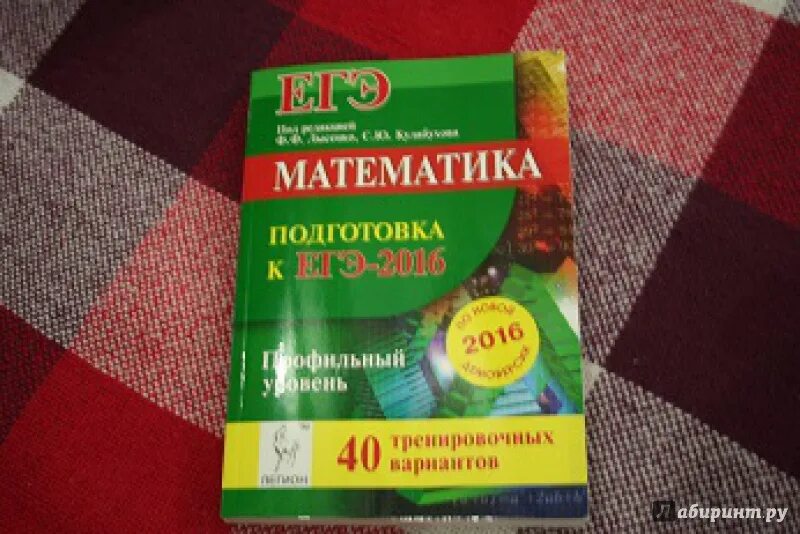 ЕГЭ
Под редакцией
Ф.Ф. Лысенко, С.Ю. Кулабухова
МАТЕМАТИКА
ПОДГОТОВКА
К ЕГЭ-2016
ПО НОВОЙ
2016
ДЕМОВЕРСИИ
Профильный
уровень
ЛЕГИОН
40 тренировочных
вариантов
Лабиринт.ру